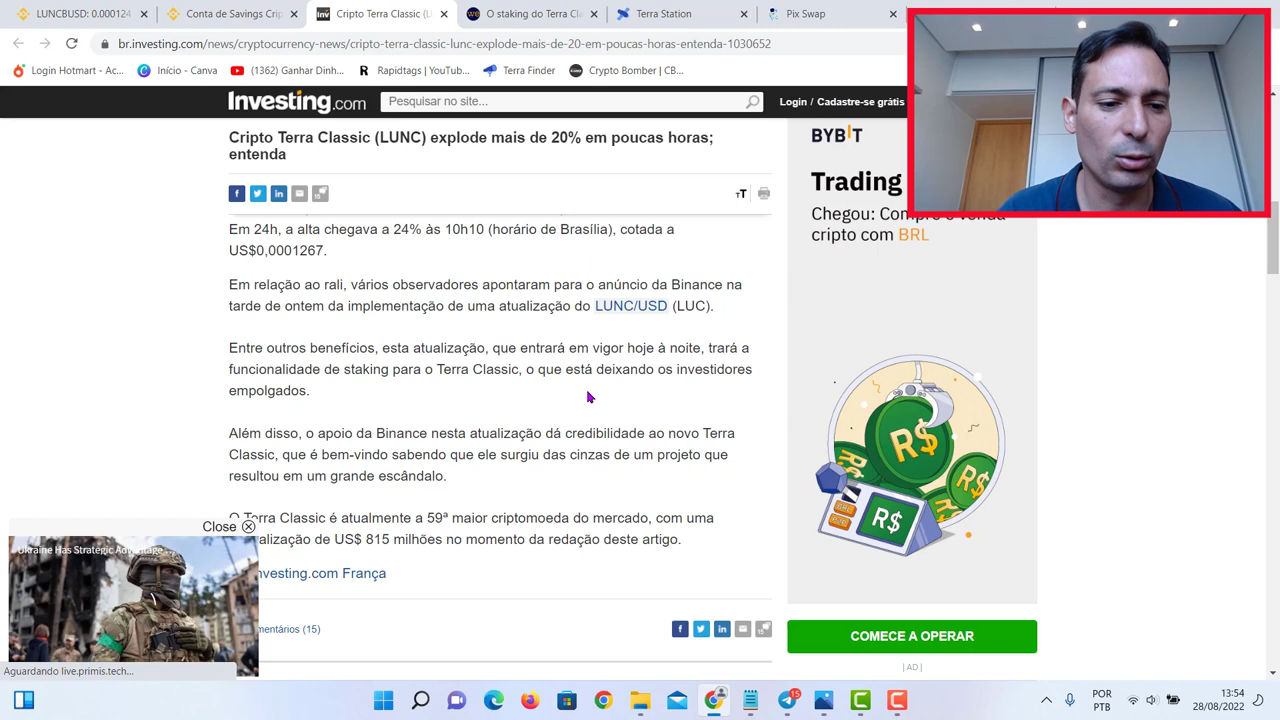 LUNCBUSD: 0.000124
Conta de Saving Crip
Cripto Terra Classic (L
O staking do Terra Cla
Terra Station
Pix Swap
br.investing.com/news/cryptocurrency-news/cripto-terra-classic-lunc-explode-mais-de-20-em-poucas-horas-entenda-1030652
Login Hotmart - Ac...
Início - Canva
(1362) Ganhar Dinh...
Rapidtags | YouTub...
Terra Finder
Crypto Bomber | CB...
Investing.com
Pesquisar no site...
Login / Cadastre-se grátis
Cripto Terra Classic (LUNC) explode mais de 20% em poucas horas;
entenda
15
TT
Em 24h, a alta chegava a 24% às 10h10 (horário de Brasília), cotada a
US$0,0001267.
Em relação ao rali, vários observadores apontaram para o anúncio da Binance na
tarde de ontem da implementação de uma atualização do LUNC/USD (LUC).
Entre outros benefícios, esta atualização, que entrará em vigor hoje à noite, trará a
funcionalidade de staking para o Terra Classic, o que está deixando os investidores
empolgados.
Além disso, o apoio da Binance nesta atualização dá credibilidade ao novo Terra
Classic, que é bem-vindo sabendo que ele surgiu das cinzas de um projeto que
resultou em um grande escândalo.
O Terra Classic é atualmente a 59ª maior criptomoeda do mercado, com uma
alização de US$ 815 milhões no momento da redação deste artigo.
nvesting.com França
mentários (15)
15
BYBIT
Trading
Chegou: Compra e venda
cripto com BRL
R$
R$
R$
R$
COMECE A OPERAR
| AD |
Close
Ukraine Has Strategic Advantage ...
Aguardando live.primis.tech...
15
POR
PTB
13:54
28/08/2022